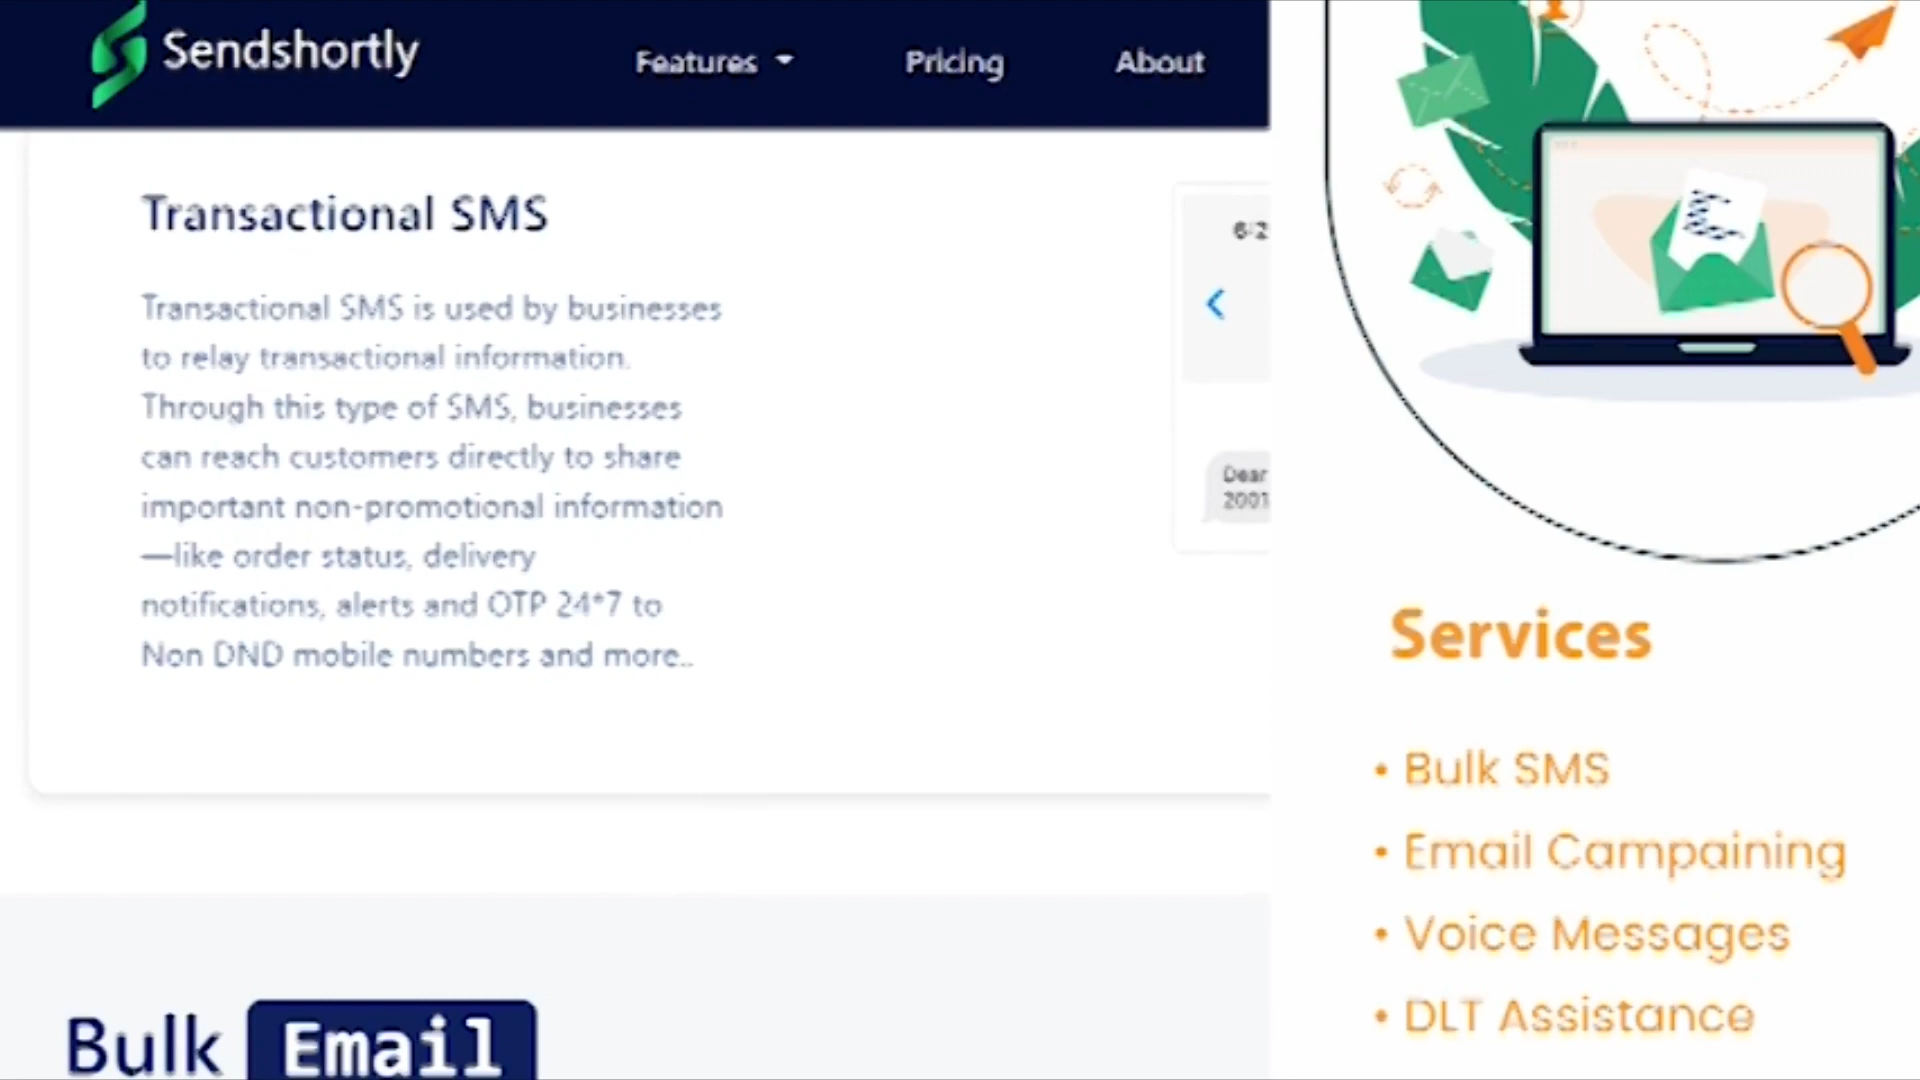 Sendshortly
Features
Pricing
About
Transactional SMS
Transactional SMS is used by businesses
to relay transactional information.
Through this type of SMS, businesses
can reach customers directly to share
important non-promotional information
—like order status, delivery
notifications, alerts and OTP 24*7 to
Non DND mobile numbers and more..
6:2
Dear
2001
Bulk Email
Services
• Bulk SMS
• Email Campaining
• Voice Messages
• DLT Assistance